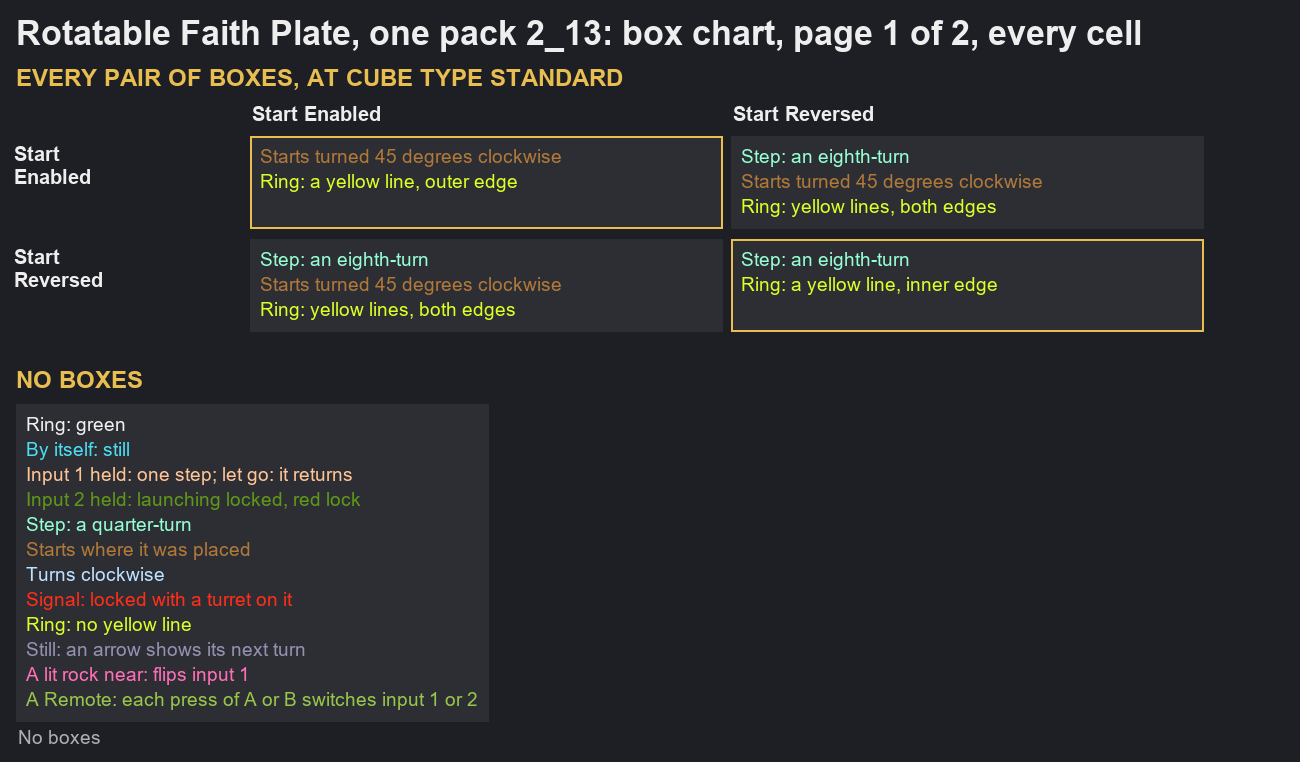 Rotatable Faith Plate, one pack 2_13: box chart, page 1 of 2, every cell
EVERY PAIR OF BOXES, AT CUBE TYPE STANDARD
Start Enabled
Start Reversed
Start
Enabled
Starts turned 45 degrees clockwise
Ring: a yellow line, outer edge
Step: an eighth-turn
Starts turned 45 degrees clockwise
Ring: yellow lines, both edges
Start
Reversed
Step: an eighth-turn
Starts turned 45 degrees clockwise
Ring: yellow lines, both edges
Step: an eighth-turn
Ring: a yellow line, inner edge
NO BOXES
Ring: green
By itself: still
Input 1 held: one step; let go: it returns
Input 2 held: launching locked, red lock
Step: a quarter-turn
Starts where it was placed
Turns clockwise
Signal: locked with a turret on it
Ring: no yellow line
Still: an arrow shows its next turn
A lit rock near: flips input 1
A Remote: each press of A or B switches input 1 or 2
No boxes